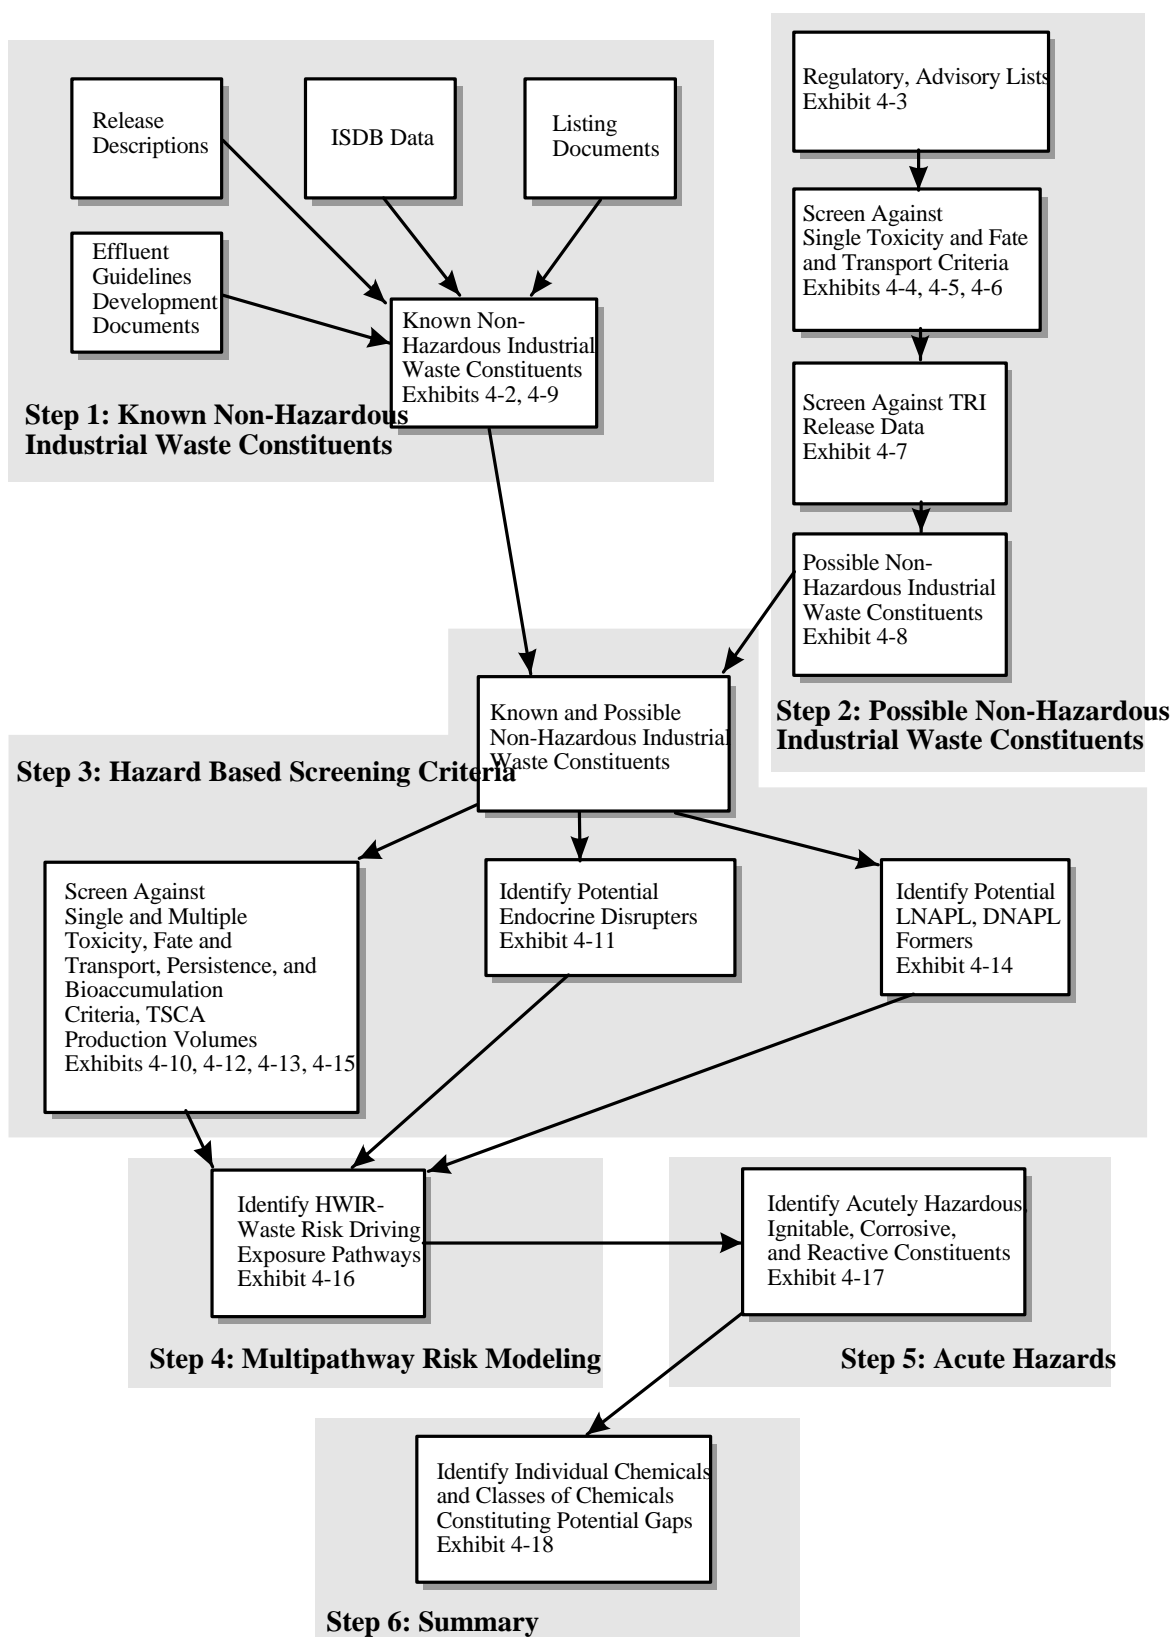 Release
Descriptions
ISDB Data
Listing
Documents
Effluent
Guidelines
Development
Documents
Known Non-
Hazardous Industrial
Waste Constituents
Exhibits 4-2, 4-9
Step 1: Known Non-Hazardous
Industrial Waste Constituents
Regulatory, Advisory Lists
Exhibit 4-3
Screen Against
Single Toxicity and Fate
and Transport Criteria
Exhibits 4-4, 4-5, 4-6
Screen Against TRI
Release Data
Exhibit 4-7
Possible Non-
Hazardous Industrial
Waste Constituents
Exhibit 4-8
Step 2: Possible Non-Hazardous
Industrial Waste Constituents
Known and Possible
Non-Hazardous Industrial
Waste Constituents
Step 3: Hazard Based Screening Criteria
Screen Against
Single and Multiple
Toxicity, Fate and
Transport, Persistence, and
Bioaccumulation
Criteria, TSCA
Production Volumes
Exhibits 4-10, 4-12, 4-13, 4-15
Identify Potential
Endocrine Disrupters
Exhibit 4-11
Identify Potential
LNAPL, DNAPL
Formers
Exhibit 4-14
Identify HWIR-
Waste Risk Driving
Exposure Pathways
Exhibit 4-16
Step 4: Multipathway Risk Modeling
Identify Acutely Hazardous,
Ignitable, Corrosive,
and Reactive Constituents
Exhibit 4-17
Step 5: Acute Hazards
Identify Individual Chemicals
and Classes of Chemicals
Constituting Potential Gaps
Exhibit 4-18
Step 6: Summary